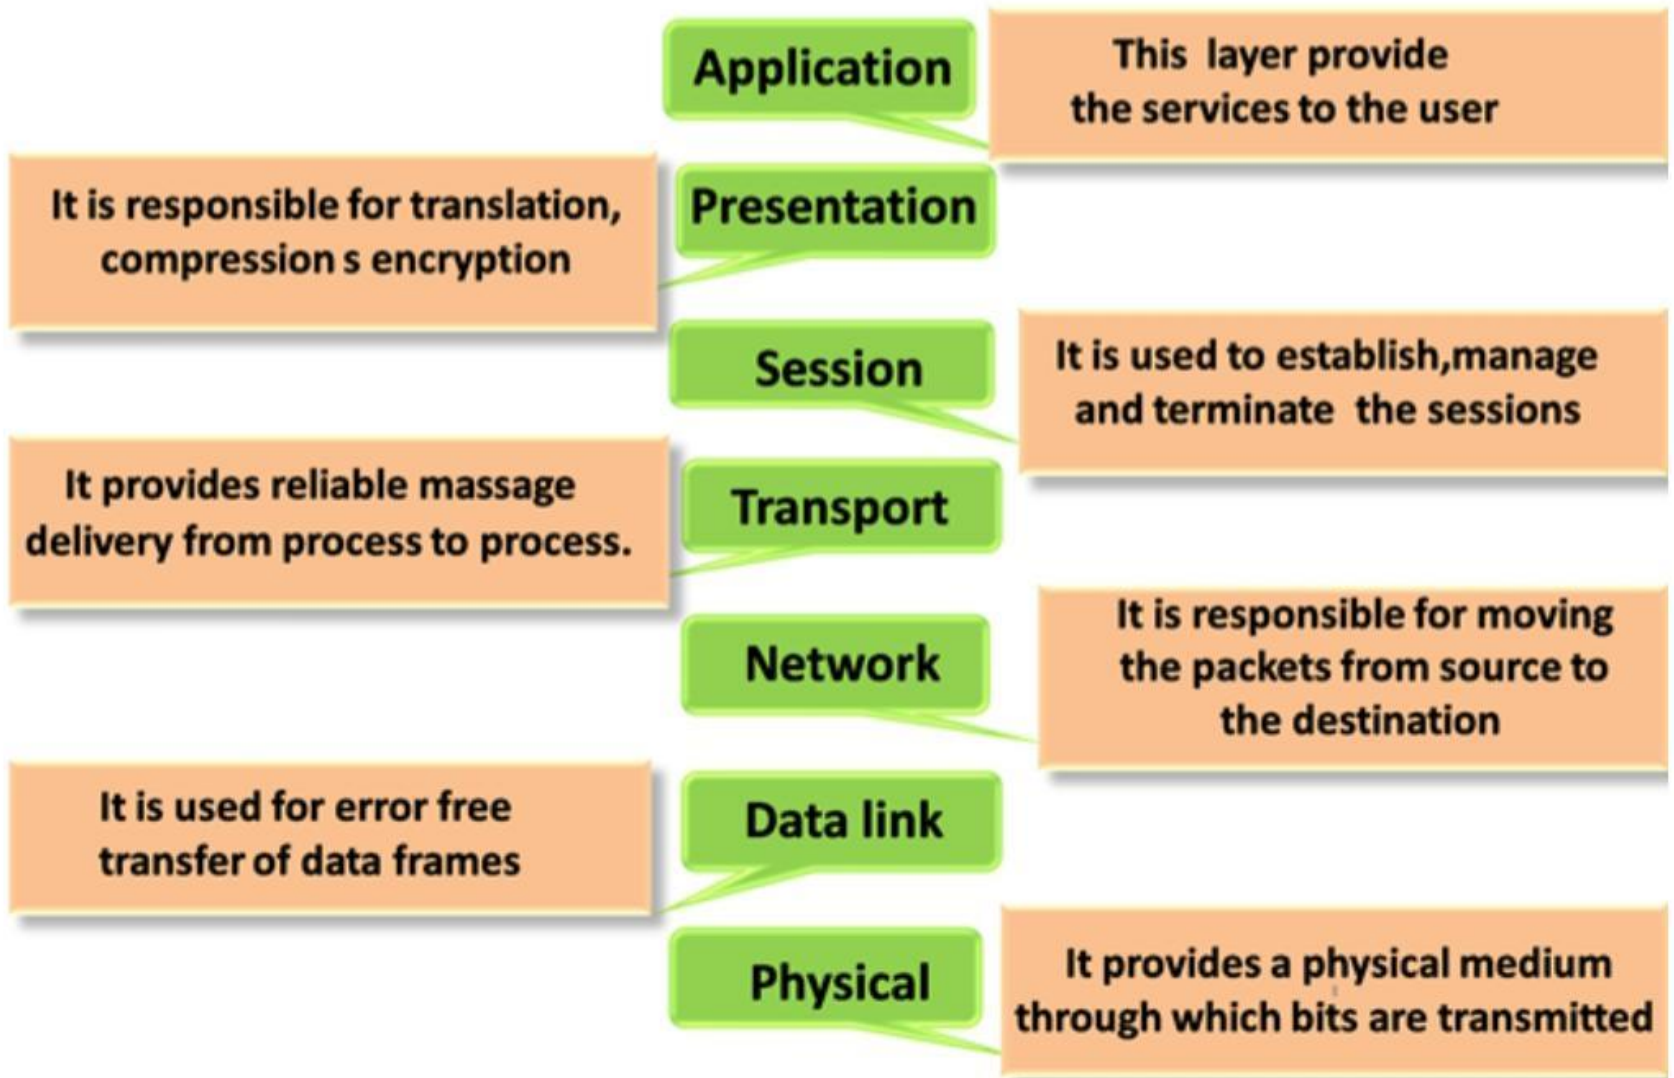 Application
This layer provide
the services to the user
Presentation
It is responsible for translation,
compression s encryption
Session
It is used to establish,manage
and terminate the sessions
Transport
It provides reliable massage
delivery from process to process.
Network
It is responsible for moving
the packets from source to
the destination
Data link
It is used for error free
transfer of data frames
Physical
It provides a physical medium
through which bits are transmitted